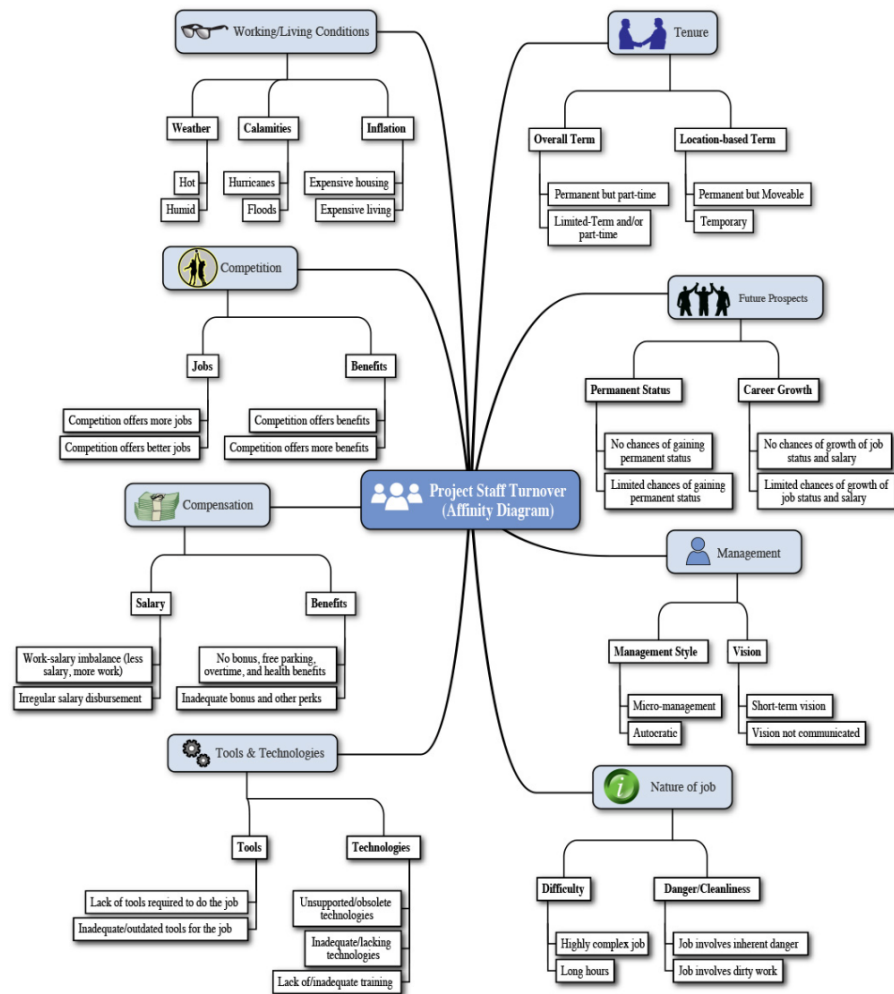 Working/Living Conditions
Weather
Calamities
Inflation
Hot
Humid
Hurricanes
Floods
Expensive housing
Expensive living
Competition
Jobs
Benefits
Competition offers more jobs
Competition offers better jobs
Competition offers benefits
Competition offers more benefits
Compensation
Salary
Benefits
Work-salary imbalance (less
salary, more work)
Irregular salary disbursement
No bonus, free parking,
overtime, and health benefits
Inadequate bonus and other perks
Tools & Technologies
Tools
Technologies
Lack of tools required to do the job
Inadequate/outdated tools for the job
Unsupported/obsolete
technologies
Inadequate/lacking
technologies
Lack of/inadequate training
Project Staff Turnover
(Affinity Diagram)
Tenure
Overall Term
Location-based Term
Permanent but part-time
Limited-Term and/or
part-time
Permanent but Moveable
Temporary
Future Prospects
Permanent Status
Career Growth
No chances of gaining
permanent status
Limited chances of gaining
permanent status
No chances of growth of job
status and salary
Limited chances of growth of
job status and salary
Management
Management Style
Vision
Micro-management
Autocratic
Short-term vision
Vision not communicated
i
Nature of job
Difficulty
Danger/Cleanliness
Highly complex job
Long hours
Job involves inherent danger
Job involves dirty work